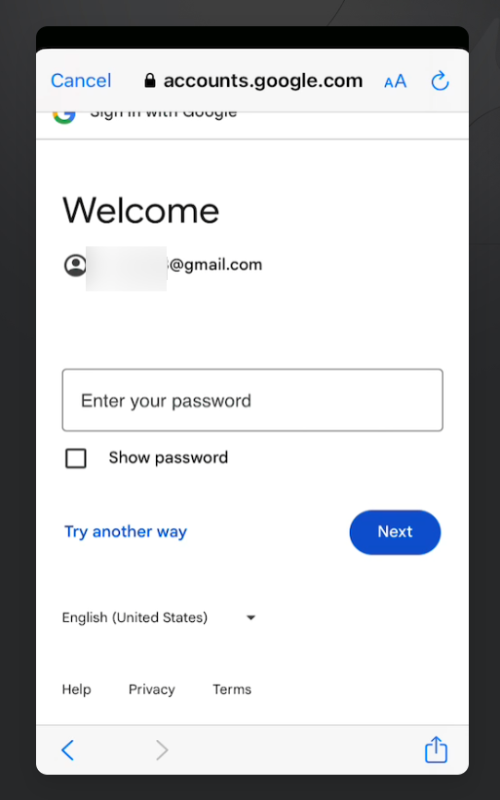 Cancel accounts.google.com AA
Sign in with Google
Welcome
@gmail.com
Enter your password
Show password
Try another way Next
English (United States)
Help Privacy Terms